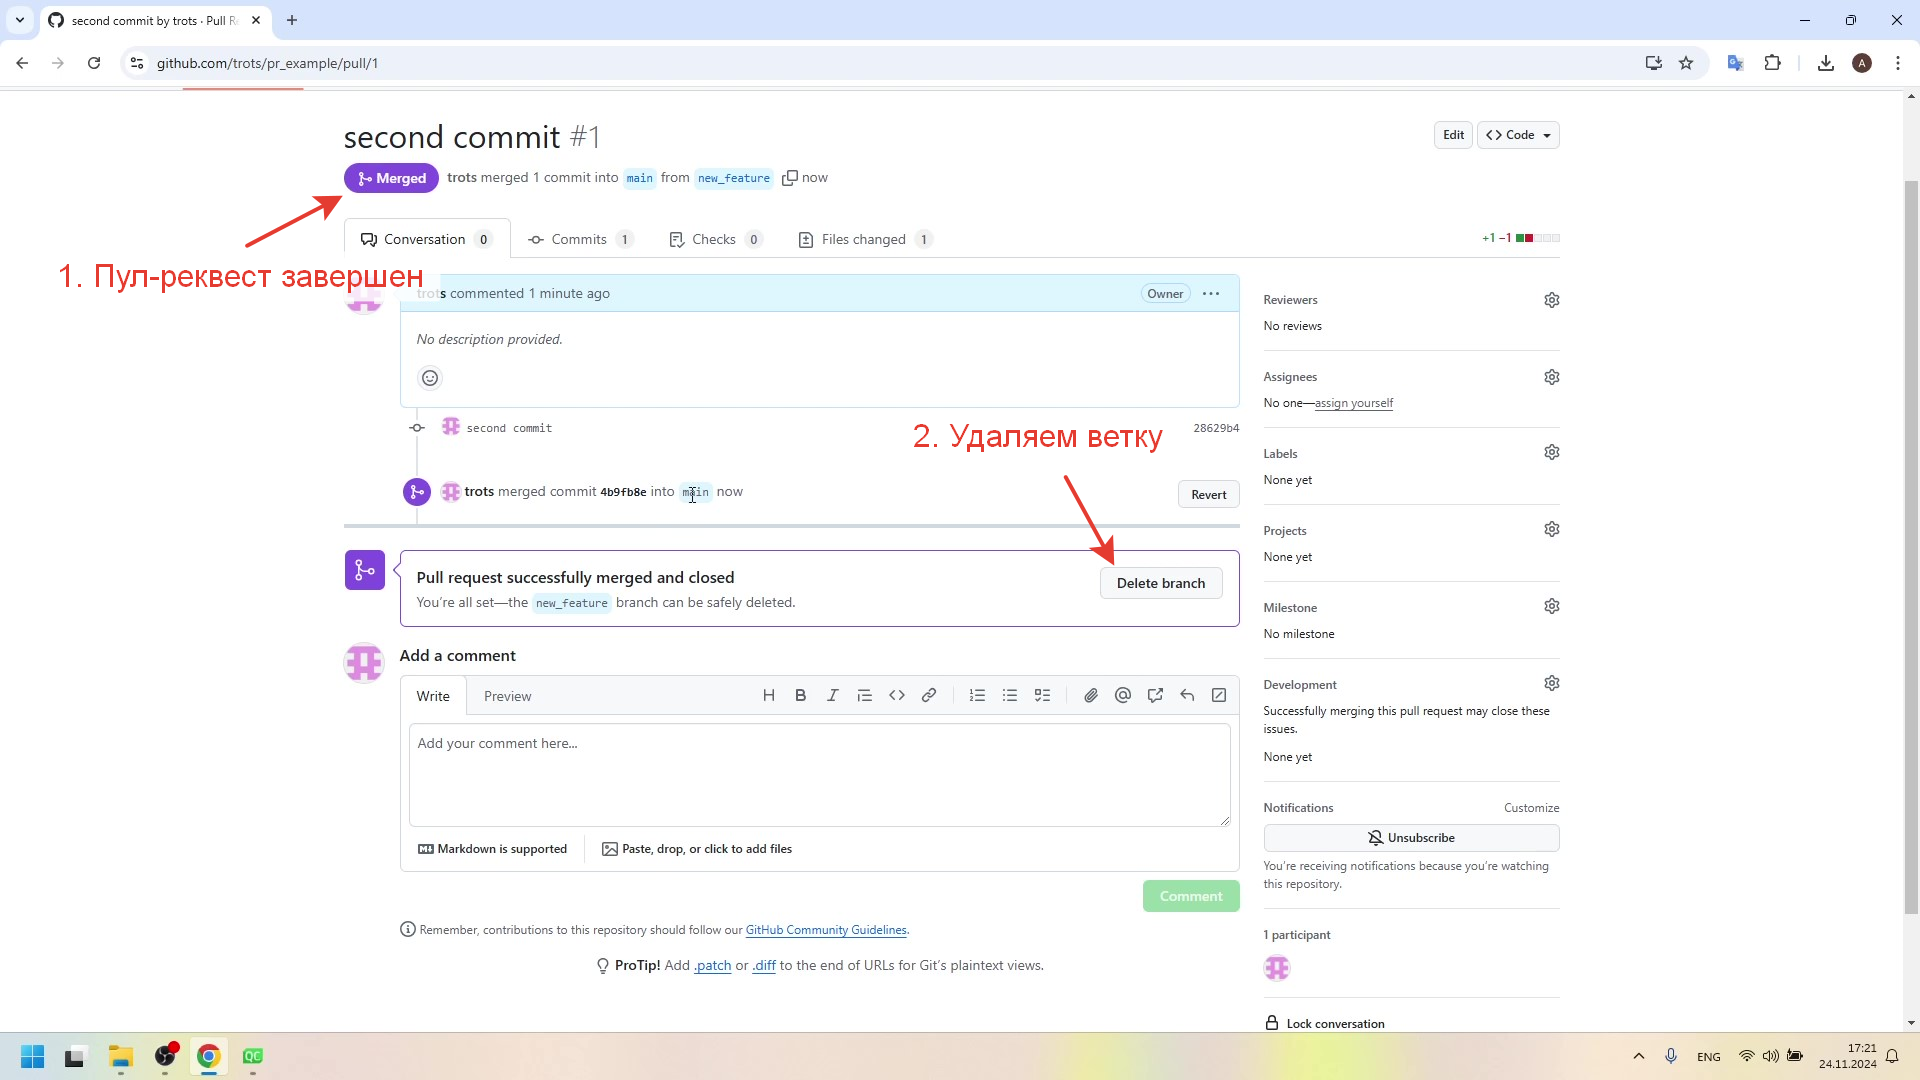 second commit by trots · Pull Re
github.com/trots/pr_example/pull/1
A
second commit #1
Edit
Code
Merged
trots merged 1 commit into main from new_feature now
Conversation 0
Commits 1
Checks 0
Files changed 1
+1 −1
1. Пул-реквест завершен
trots commented 1 minute ago
Owner
No description provided.
second commit
28629b4
2. Удаляем ветку
trots merged commit 4b9fb8e into main now
Revert
Pull request successfully merged and closed
You're all set—the new_feature branch can be safely deleted.
Delete branch
Add a comment
Write
Preview
Add your comment here...
Markdown is supported
Paste, drop, or click to add files
Comment
Remember, contributions to this repository should follow our GitHub Community Guidelines.
ProTip! Add .patch or .diff to the end of URLs for Git's plaintext views.
Reviewers
No reviews
Assignees
No one—assign yourself
Labels
None yet
Projects
None yet
Milestone
No milestone
Development
Successfully merging this pull request may close these
issues.
None yet
Notifications
Customize
Unsubscribe
You're receiving notifications because you're watching
this repository.
1 participant
Lock conversation
QC
ENG
17:21
24.11.2024